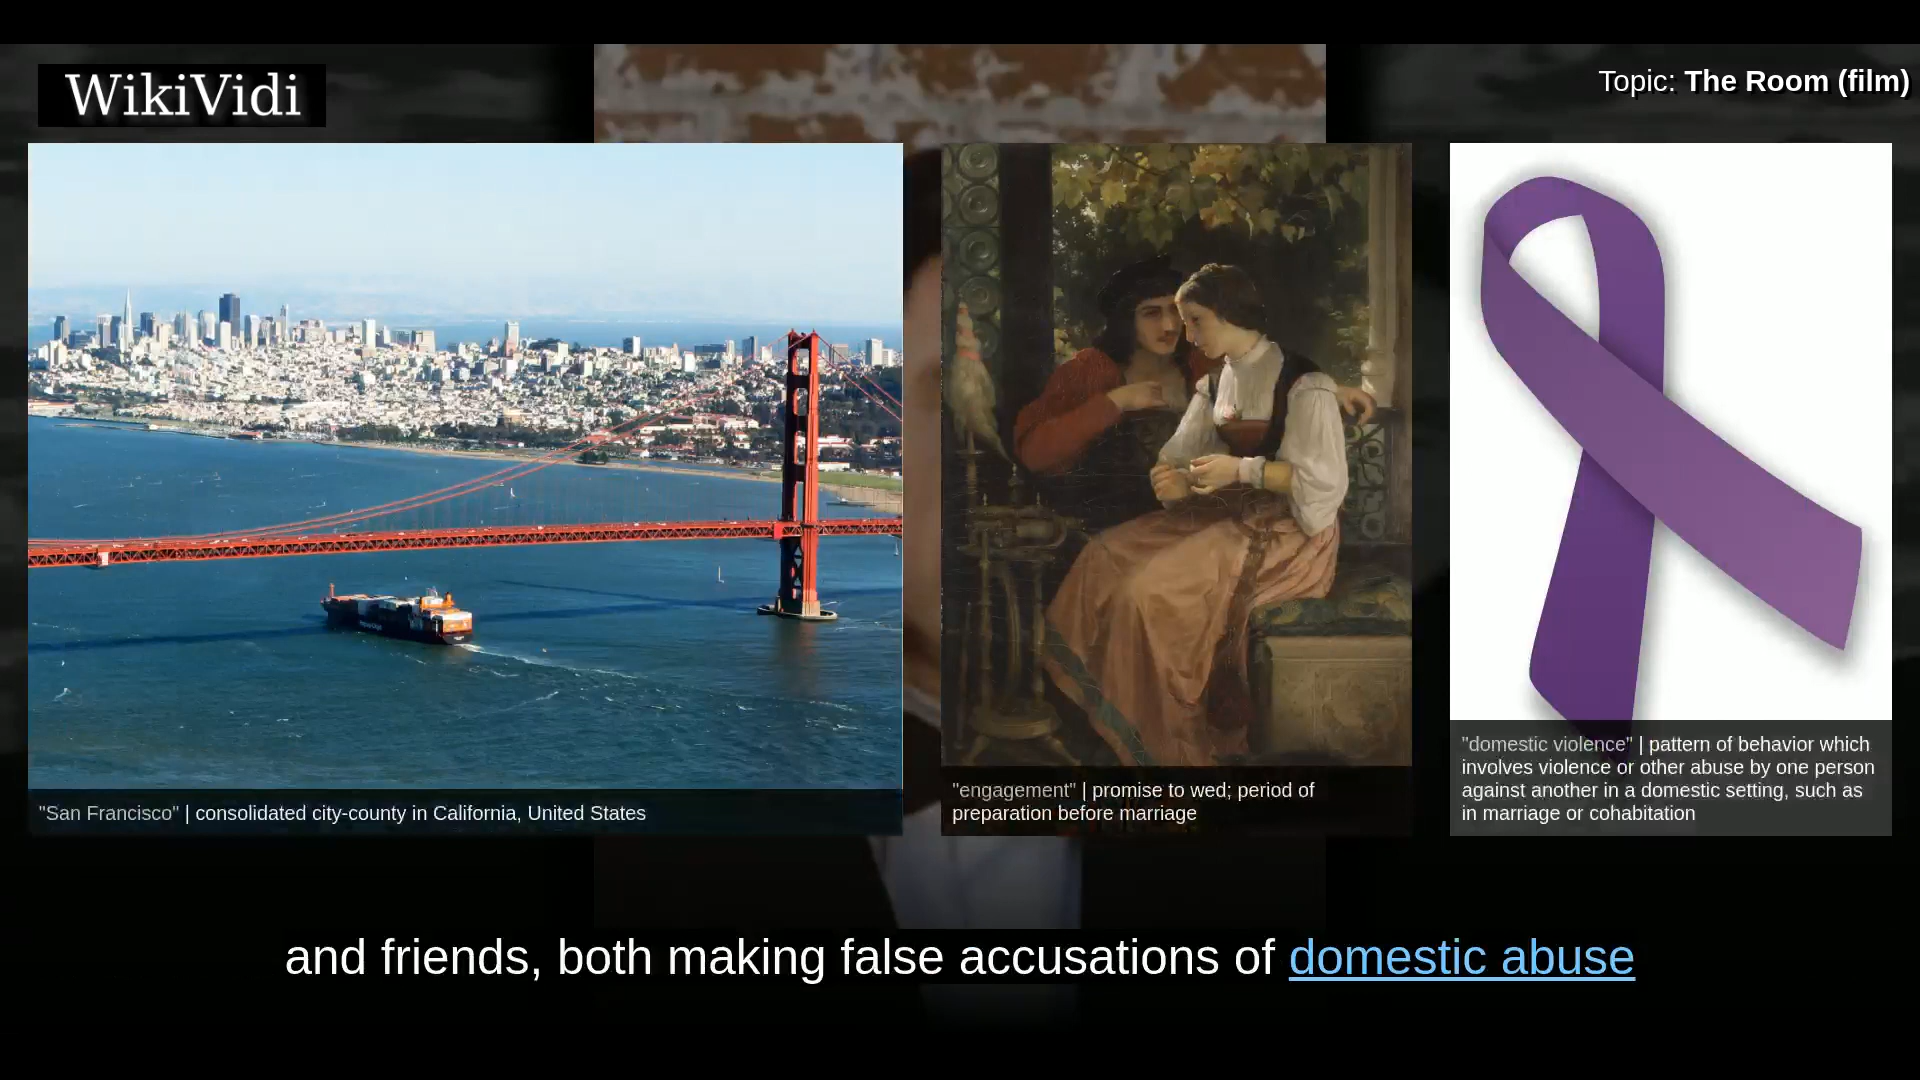 WikiVidi
Topic: The Room (film)
"San Francisco" | consolidated city-county in California, United States
"engagement" | promise to wed; period of
preparation before marriage
"domestic violence" | pattern of behavior which
involves violence or other abuse by one person
against another in a domestic setting, such as
in marriage or cohabitation
and friends, both making false accusations of domestic abuse